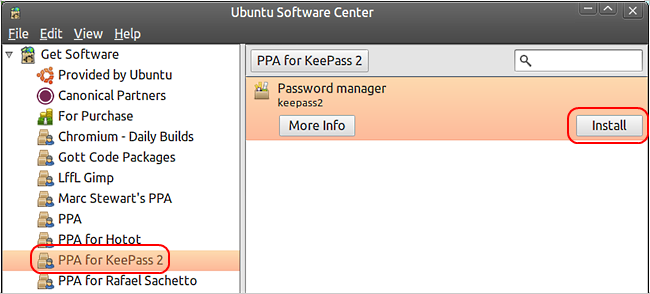 Ubuntu Software Center
File Edit View Help
Get Software
Provided by Ubuntu
Canonical Partners
For Purchase
Chromium - Daily Builds
Gott Code Packages
LffL Gimp
Marc Stewart's PPA
PPA
PPA for Hotot
PPA for KeePass 2
PPA for Rafael Sachetto
PPA for KeePass 2
Password manager
keepass2
More Info
Install